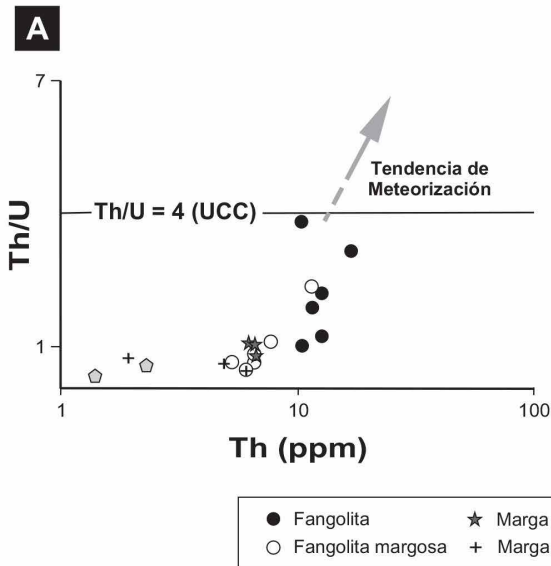 A
7
Tendencia de
Meteorización
Th/U = 4 (UCC)
Th/U
1
1
10
100
Th (ppm)
Fangolita
Marga
Fangolita margosa
Marga